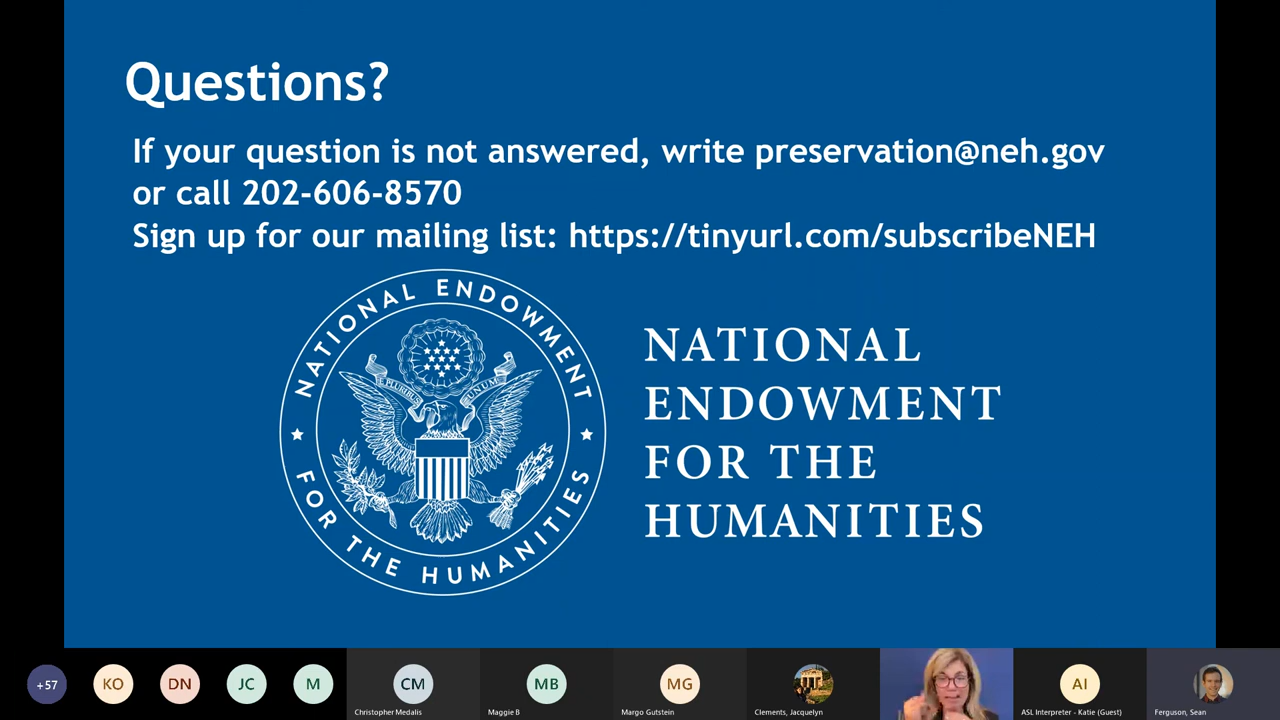 Questions?
If your question is not answered, write preservation@neh.gov
or call 202-606-8570
Sign up for our mailing list: https://tinyurl.com/subscribeNEH
NATIONAL ENDOWMENT
FOR THE HUMANITIES
E PLURIBUS UNUM
NATIONAL
ENDOWMENT
FOR THE
HUMANITIES
+57
KO
DN
JC
M
CM
Christopher Medalis
MB
Maggie B
MG
Margo Gutstein
Clements, Jacquelyn
AI
ASL Interpreter - Katie (Guest)
Ferguson, Sean